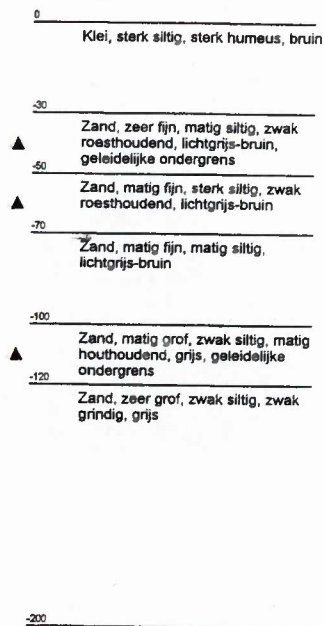 0
Klei, sterk siltig, sterk humeus, bruin
-30
Zand, zeer fijn, matig siltig, zwak
roesthoudend, lichtgrijs-bruin,
geleidelijke ondergrens
-50
Zand, matig fijn, sterk siltig, zwak
roesthoudend, lichtgrijs-bruin
-70
Zand, matig fijn, matig siltig,
lichtgrijs-bruin
-100
Zand, matig grof, zwak siltig, matig
houthoudend, grijs, geleidelijke
ondergrens
-120
Zand, zeer grof, zwak siltig, zwak
grindig, grijs
-200